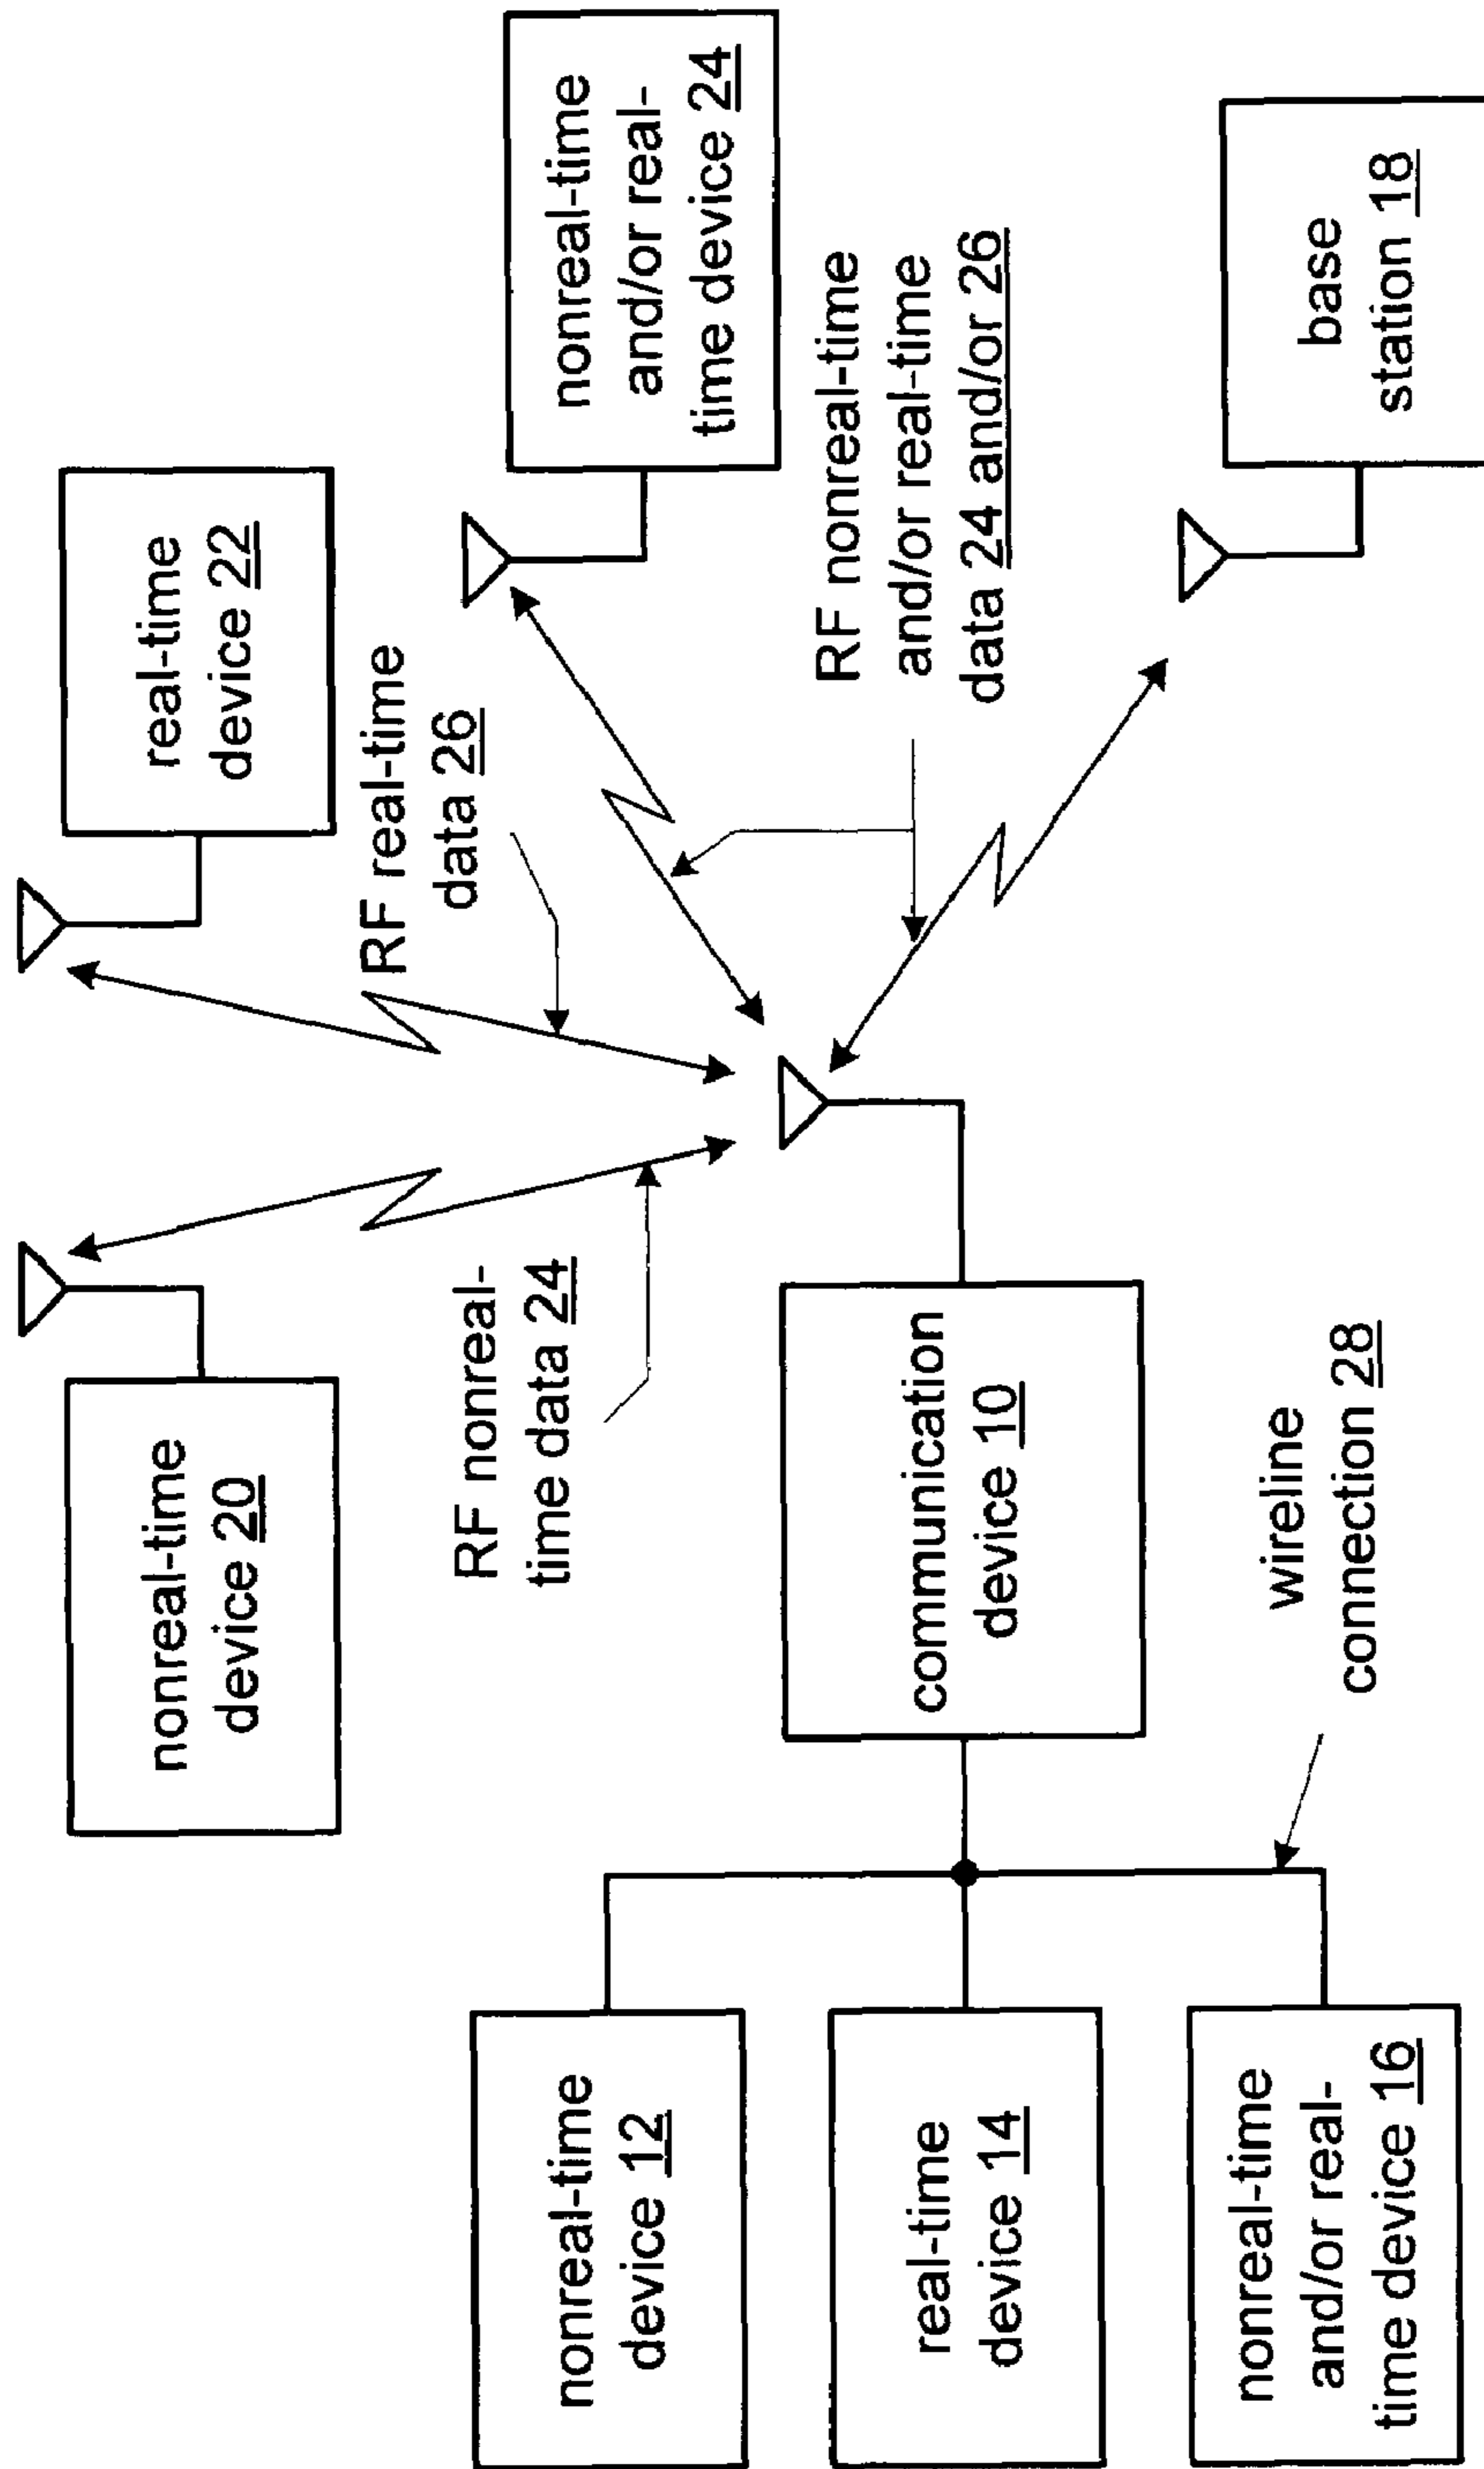 nonreal-time
device 20
real-time
device 22
RF nonreal-
time data 24
RF real-time
data 26
nonreal-time
and/or real-
time device 24
nonreal-time
device 12
real-time
device 14
nonreal-time
and/or real-
time device 16
communication
device 10
RF nonreal-time
and/or real-time
data 24 and/or 26
wireline
connection 28
base
station 18